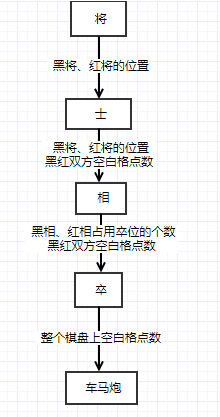 将
黑将、红将的位置
士
黑将、红将的位置
黑红双方空白格点数
相
黑相、红相占用卒位的个数
黑红双方空白格点数
卒
整个棋盘上空白格点数
车马炮